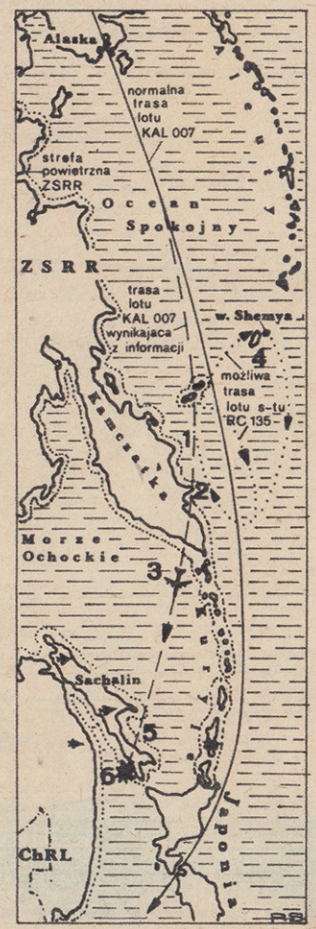 Alaska
Aleuty
normalna
trasa
lotu
KAL 007
strefa
powietrzna
ZSRR
Ocean
Spokojny
ZSRR
trasa
lotu
KAL 007
wynikająca
z informacji
w. Shemya
4
możliwa
trasa
lotu s-tu
RC 135
Kamczatka
1
2
Morze
Ochockie
3
Kuryle
Sachalin
5
6
Japonia
ChRL
RS